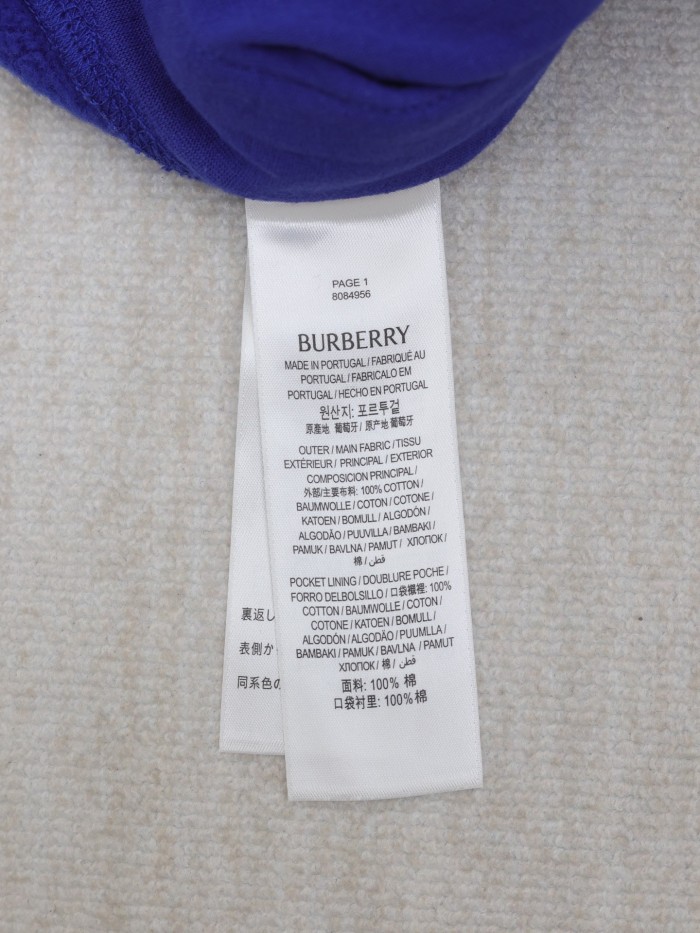 PAGE 1
8084956
BURBERRY
MADE IN PORTUGAL / FABRIQUÉ AU
PORTUGAL / FABRICALO EM
PORTUGAL / HECHO EN PORTUGAL
원산지: 포르투겉
原產地 葡萄牙 / 原产地 葡萄牙
OUTER / MAIN FABRIC / TISSU
EXTÉRIEUR / PRINCIPAL / EXTERIOR
COMPOSICION PRINCIPAL /
外部/主要布料: 100% COTTON /
BAUMWOLLE / COTON / COTONE /
KATOEN / BOMULL / ALGODÓN /
ALGODÃO / PUUVILLA / BAMBAKI /
PAMUK / BAVLNA / PAMUT / ХЛОПОК /
棉 / قطن
POCKET LINING / DOUBLURE POCHE /
FORRO DELBOLSILLO / 口袋襯裡: 100%
COTTON / BAUMWOLLE / COTON /
COTONE / KATOEN / BOMULL /
ALGODÓN / ALGODÃO / PUUMLLA /
BAMBAKI / PAMUK / BAVLNA / PAMUT
ХЛОПОК / 棉 / قطن
面料: 100% 棉
口袋衬里: 100% 棉
裏返し
表側か
同系色の